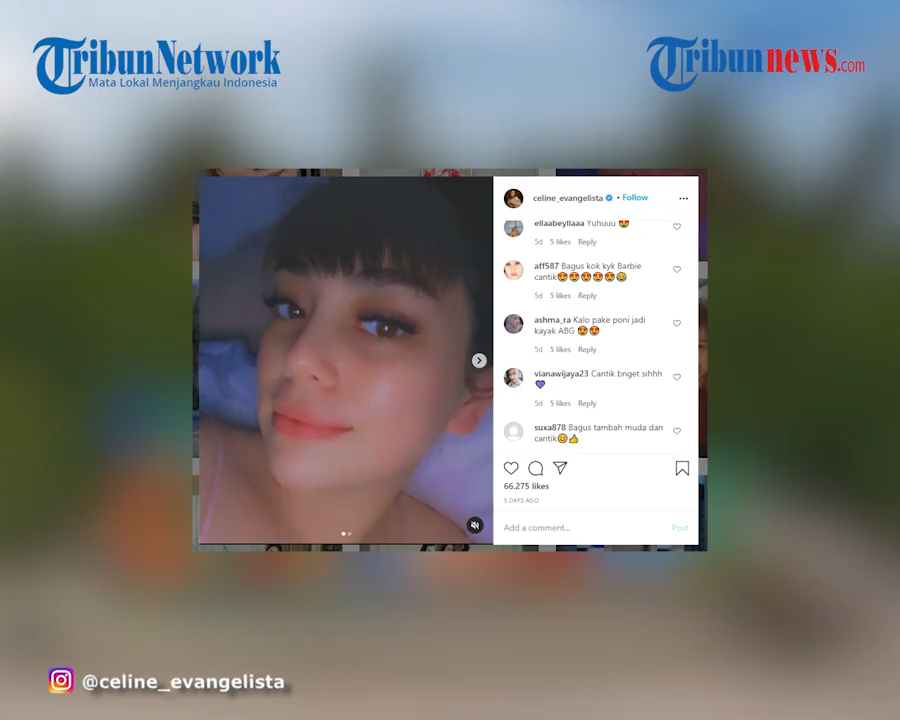 TribunNetwork
Mata Lokal Menjangkau Indonesia
Tribunnews.com
celine_evangelista • Follow
ellaabeyllaaa Yuhuuu 😍
5d 5 likes Reply
aff587 Bagus kok kyk Barbie
cantik😍😍😍😍😍😂
5d 5 likes Reply
ashma_ra Kalo pake poni jadi
kayak ABG 😍😍
5d 5 likes Reply
vianawijaya23 Cantik bnget sihhh
💜
5d 5 likes Reply
suxa878 Bagus tambah muda dan
cantik😊👍
66.275 likes
5 DAYS AGO
Add a comment... Post
@celine_evangelista